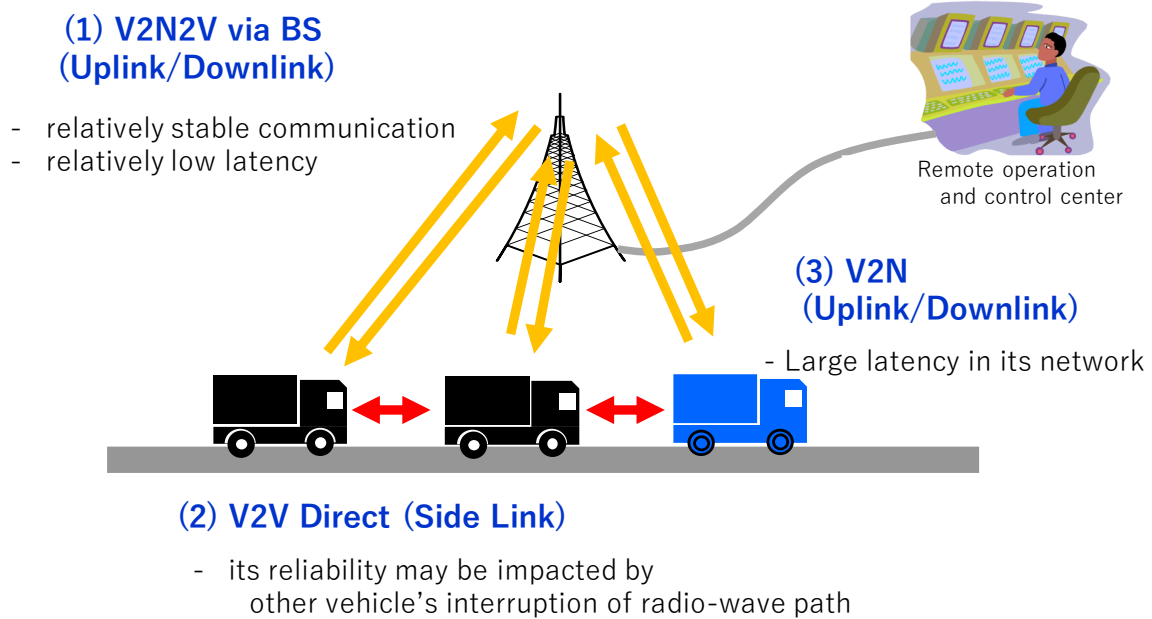 (1) V2N2V via BS
(Uplink/Downlink)
- relatively stable communication
- relatively low latency
Remote operation
and control center
(3) V2N
(Uplink/Downlink)
- Large latency in its network
(2) V2V Direct (Side Link)
- its reliability may be impacted by
other vehicle’s interruption of radio-wave path